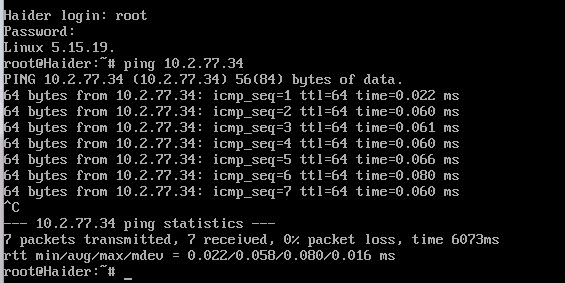 Haider login: root
Password:
Linux 5.15.19.
root@Haider:~# ping 10.2.77.34
PING 10.2.77.34 (10.2.77.34) 56(84) bytes of data.
64 bytes from 10.2.77.34: icmp_seq=1 ttl=64 time=0.022 ms
64 bytes from 10.2.77.34: icmp_seq=2 ttl=64 time=0.060 ms
64 bytes from 10.2.77.34: icmp_seq=3 ttl=64 time=0.061 ms
64 bytes from 10.2.77.34: icmp_seq=4 ttl=64 time=0.060 ms
64 bytes from 10.2.77.34: icmp_seq=5 ttl=64 time=0.066 ms
64 bytes from 10.2.77.34: icmp_seq=6 ttl=64 time=0.080 ms
64 bytes from 10.2.77.34: icmp_seq=7 ttl=64 time=0.060 ms
^C
--- 10.2.77.34 ping statistics ---
7 packets transmitted, 7 received, 0% packet loss, time 6073ms
rtt min/avg/max/mdev = 0.022/0.058/0.080/0.016 ms
root@Haider:~# _